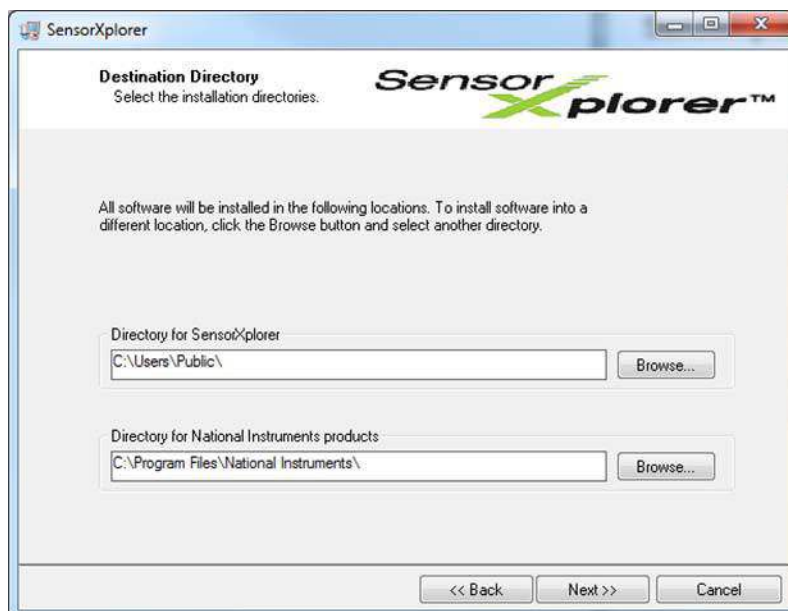 SensorXplorer
Destination Directory
Select the installation directories.
Sensor
Xplorer™
All software will be installed in the following locations. To install software into a
different location, click the Browse button and select another directory.
Directory for SensorXplorer
C:\Users\Public\
Browse...
Directory for National Instruments products
C:\Program Files\National Instruments\
Browse...
<< Back
Next >>
Cancel